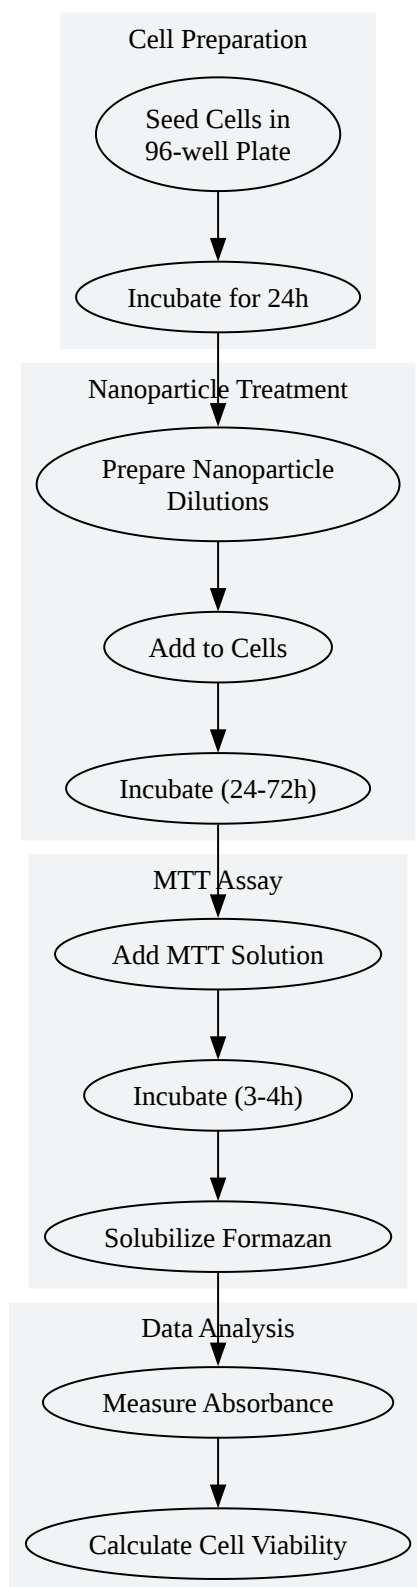 Cell Preparation
Seed Cells in
96-well Plate
Incubate for 24h
Nanoparticle Treatment
Prepare Nanoparticle
Dilutions
Add to Cells
Incubate (24-72h)
MTT Assay
Add MTT Solution
Incubate (3-4h)
Solubilize Formazan
Data Analysis
Measure Absorbance
Calculate Cell Viability